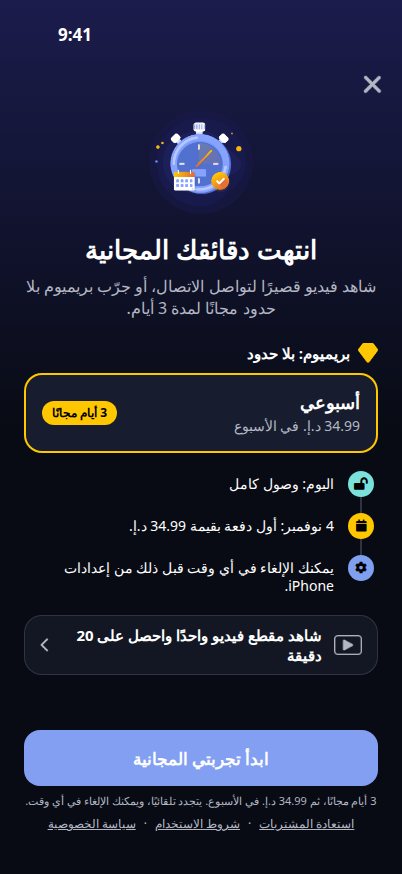 9:41
انتهت دقائقك المجانية
شاهد فيديو قصيرًا لتواصل الاتصال، أو جرّب بريميوم بلا
حدود مجانًا لمدة 3 أيام.
بريميوم: بلا حدود
أسبوعي
34.99 د.إ. في الأسبوع
3 أيام مجانًا
اليوم: وصول كامل
4 نوفمبر: أول دفعة بقيمة 34.99 د.إ.
يمكنك الإلغاء في أي وقت قبل ذلك من إعدادات
iPhone.
شاهد مقطع فيديو واحدًا واحصل على 20
دقيقة
ابدأ تجربتي المجانية
3 أيام مجانًا، ثم 34.99 د.إ. في الأسبوع. يتجدد تلقائيًا، ويمكنك الإلغاء في أي وقت.
استعادة المشتريات · شروط الاستخدام · سياسة الخصوصية